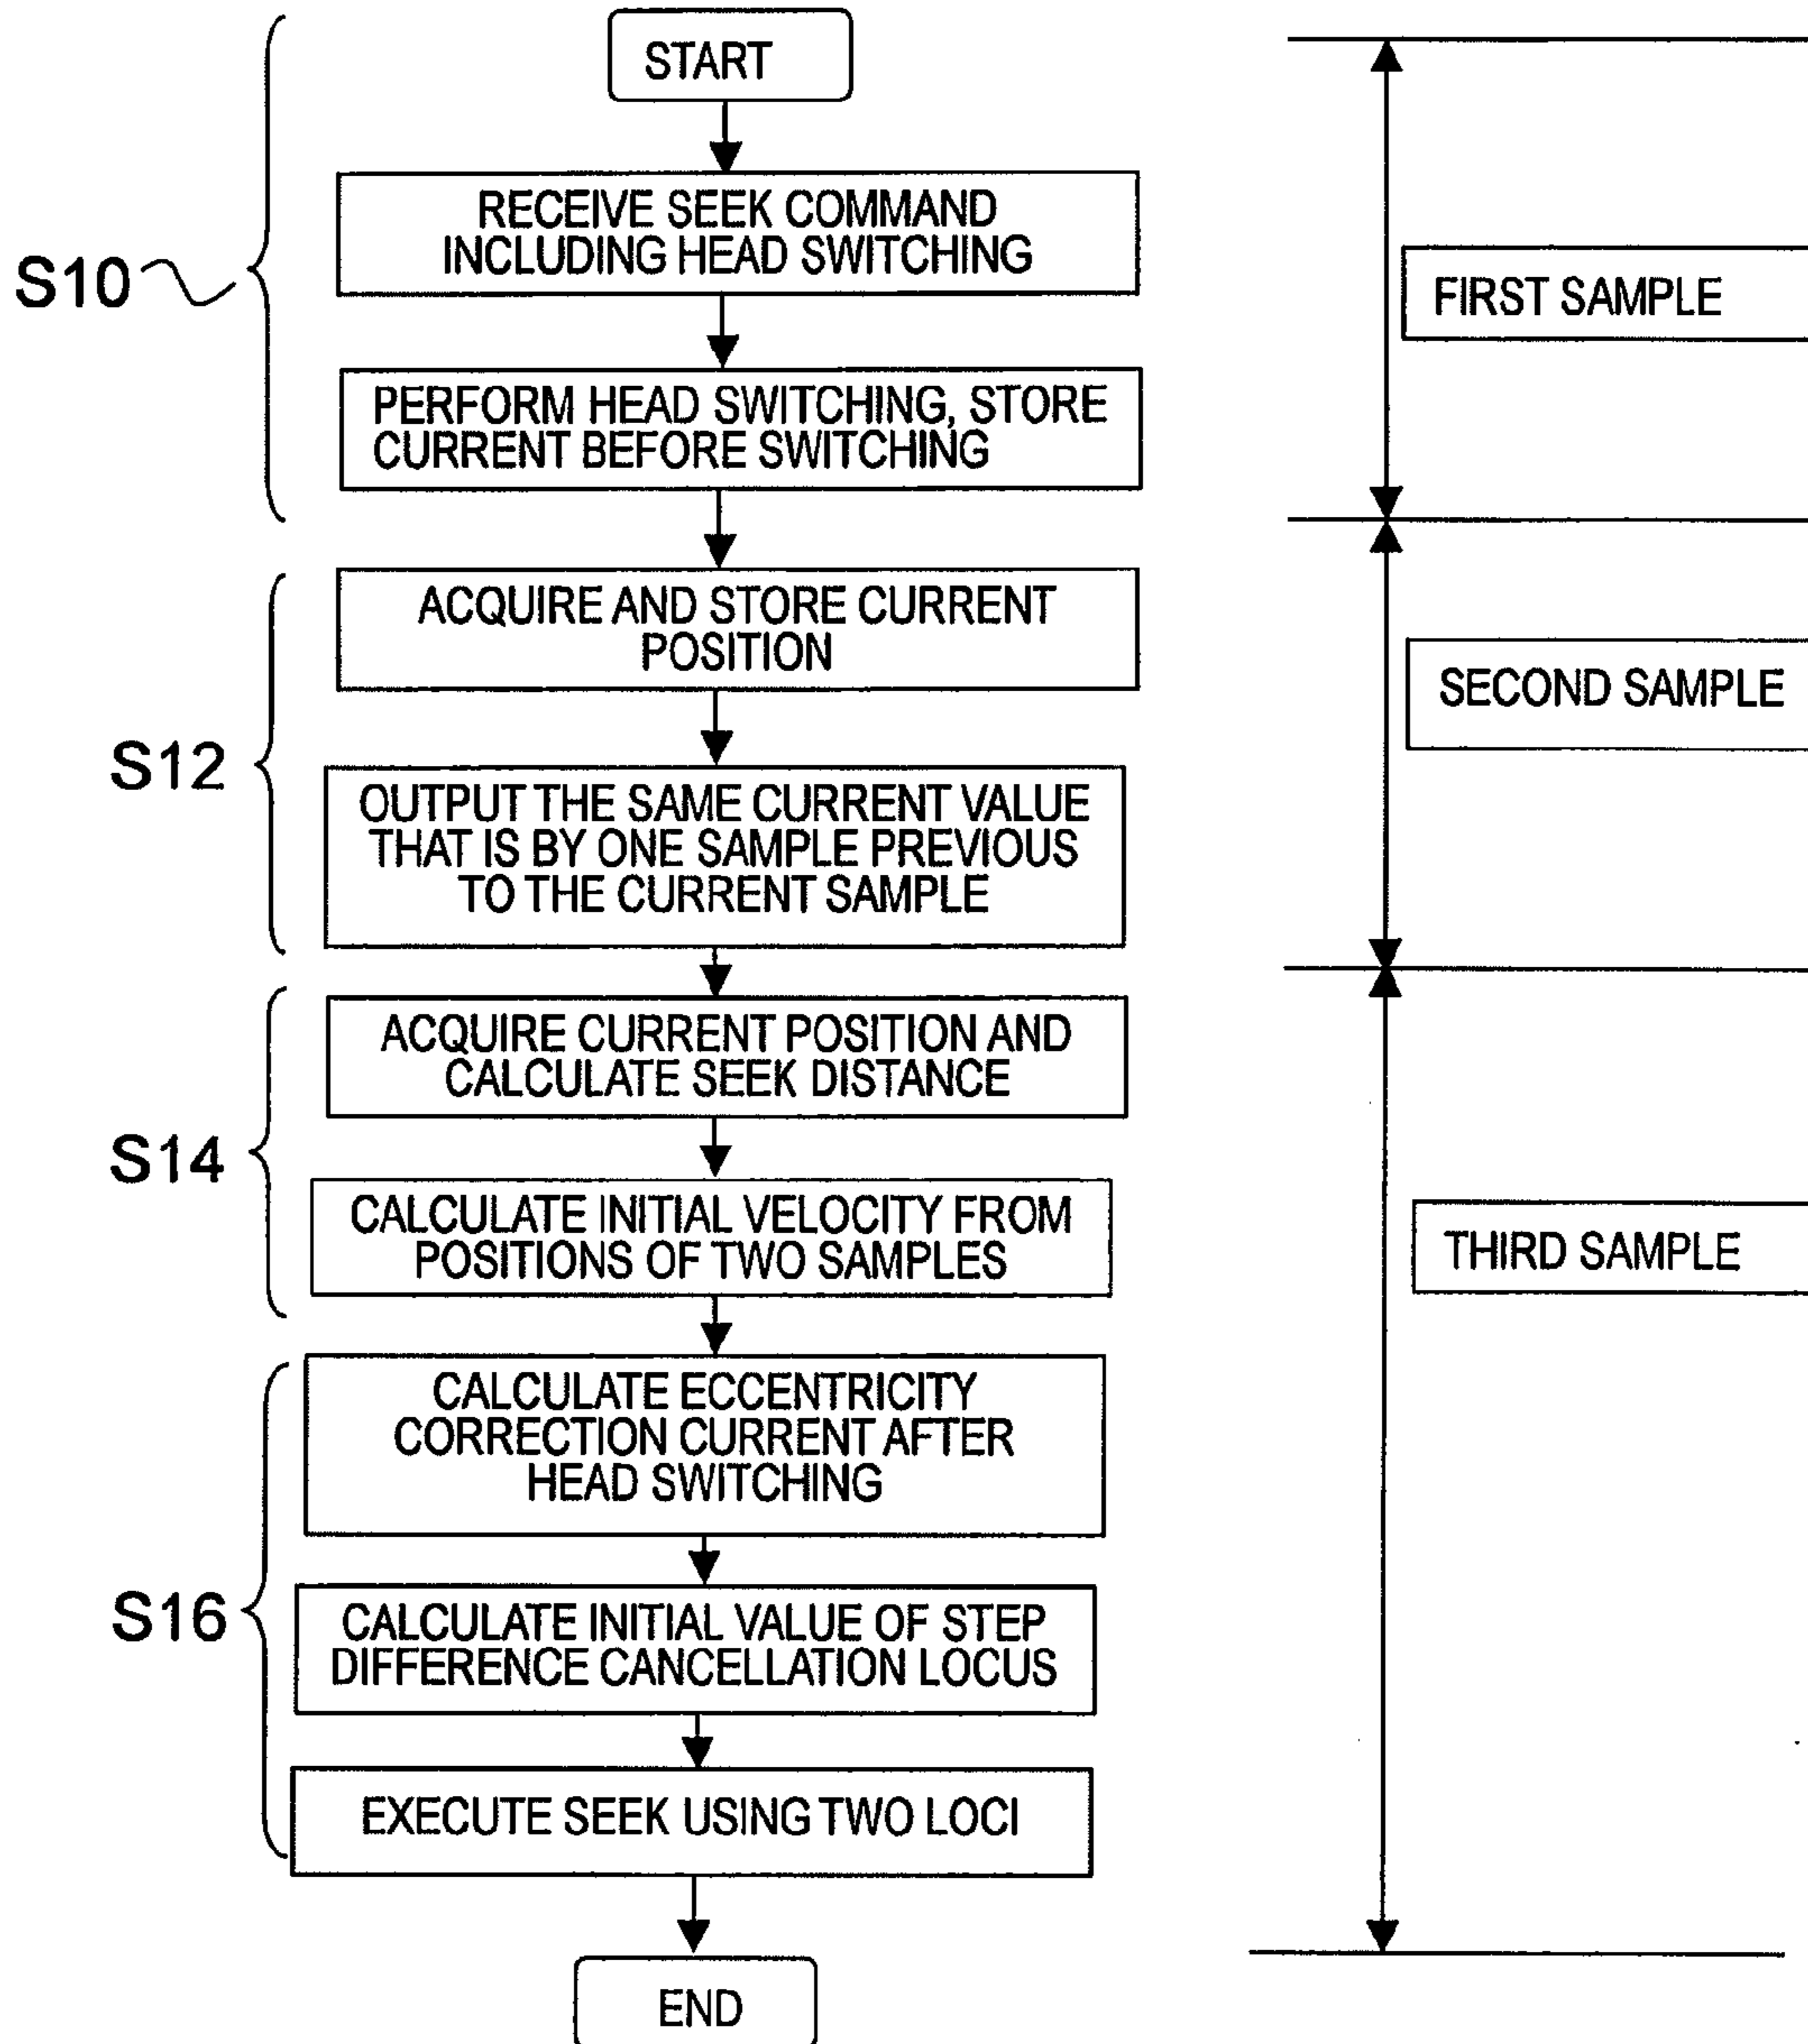 START
RECEIVE SEEK COMMAND
INCLUDING HEAD SWITCHING
S10
FIRST SAMPLE
PERFORM HEAD SWITCHING, STORE
CURRENT BEFORE SWITCHING
ACQUIRE AND STORE CURRENT
POSITION
SECOND SAMPLE
S12
OUTPUT THE SAME CURRENT VALUE
THAT IS BY ONE SAMPLE PREVIOUS
TO THE CURRENT SAMPLE
ACQUIRE CURRENT POSITION AND
CALCULATE SEEK DISTANCE
S14
CALCULATE INITIAL VELOCITY FROM
POSITIONS OF TWO SAMPLES
THIRD SAMPLE
CALCULATE ECCENTRICITY
CORRECTION CURRENT AFTER
HEAD SWITCHING
S16
CALCULATE INITIAL VALUE OF STEP
DIFFERENCE CANCELLATION LOCUS
EXECUTE SEEK USING TWO LOCI
END